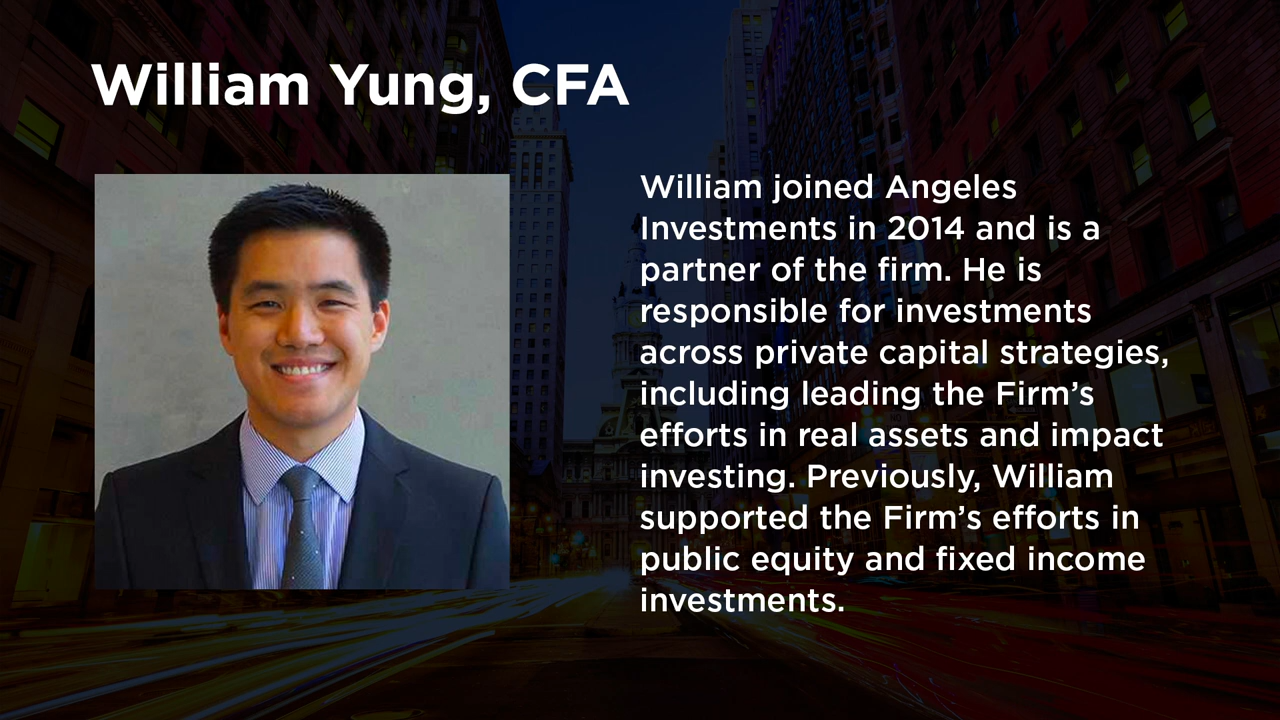 William Yung, CFA
William joined Angeles
Investments in 2014 and is a
partner of the firm. He is
responsible for investments
across private capital strategies,
including leading the Firm’s
efforts in real assets and impact
investing. Previously, William
supported the Firm’s efforts in
public equity and fixed income
investments.